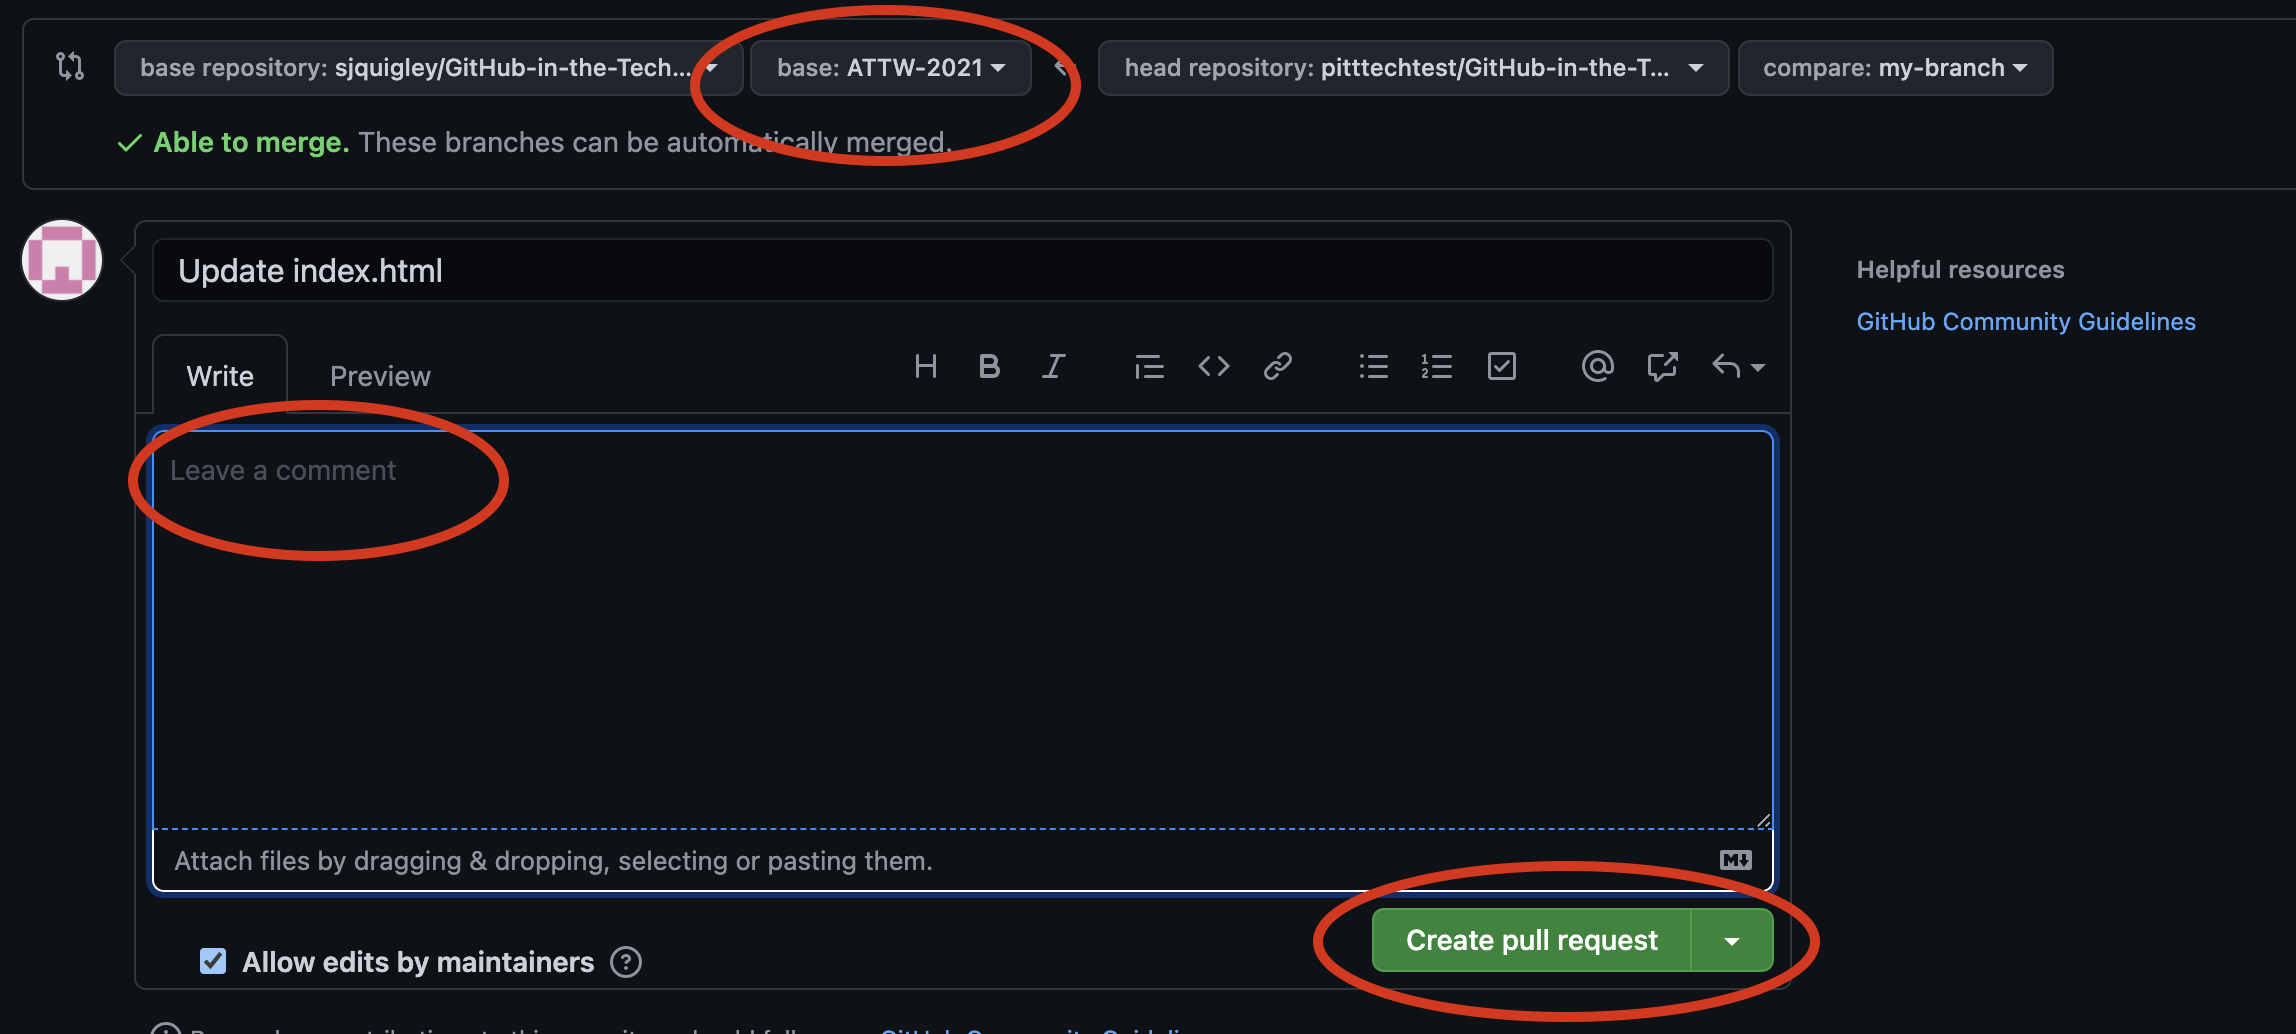 base repository: sjquigley/GitHub-in-the-Tech... base: ATTW-2021 head repository: pitttechtest/GitHub-in-the-T... compare: my-branch
Able to merge. These branches can be automatically merged.
Update index.html
Helpful resources
GitHub Community Guidelines
Write Preview
Leave a comment
Attach files by dragging & dropping, selecting or pasting them.
Create pull request
Allow edits by maintainers